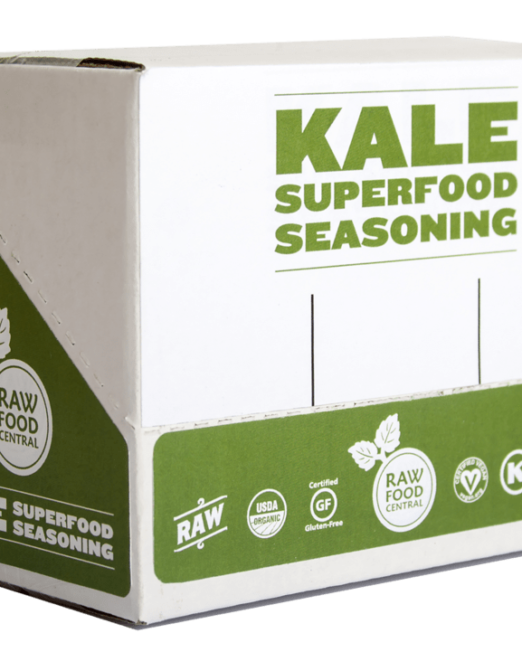 KALE
SUPERFOOD
SEASONING
RAW
FOOD
CENTRAL
SUPERFOOD
SEASONING
RAW
USDA
ORGANIC
Certified
GF
Gluten-Free
RAW
FOOD
CENTRAL
V
K